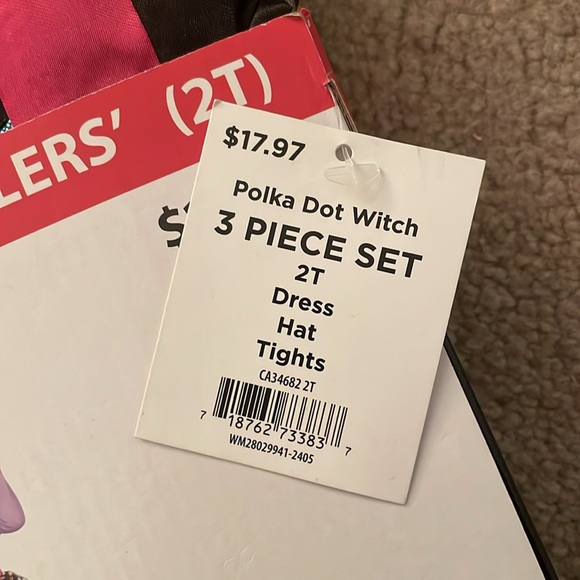 LERS' (2T)
$
$17.97
Polka Dot Witch
3 PIECE SET
2T
Dress
Hat
Tights
CA34682 2T
7 18762 73383 7
WM28029941-2405